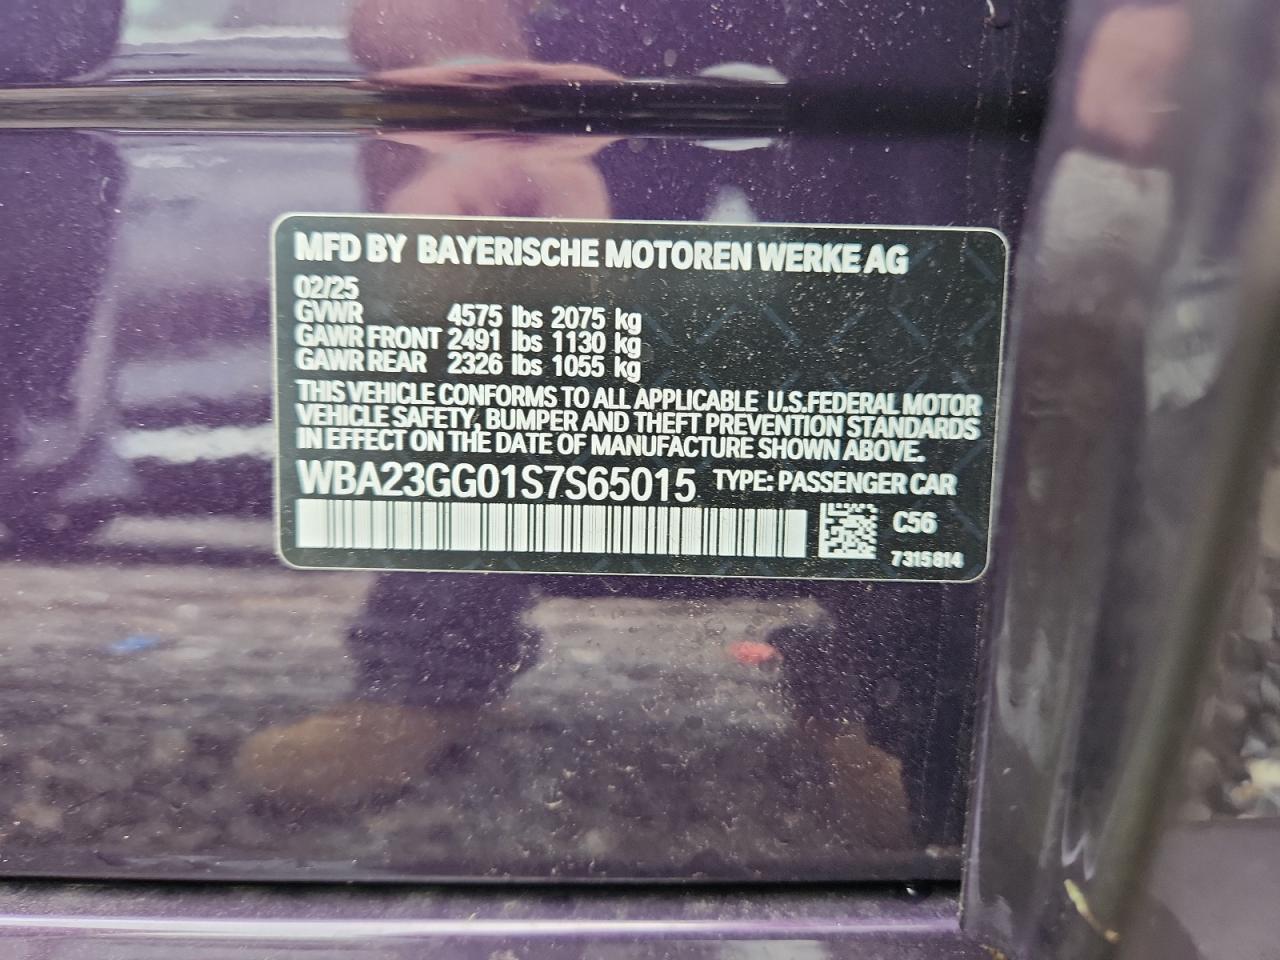 MFD BY BAYERISCHE MOTOREN WERKE AG
02/25
GVWR 4575 lbs 2075 kg
GAWR FRONT 2491 lbs 1130 kg
GAWR REAR 2326 lbs 1055 kg
THIS VEHICLE CONFORMS TO ALL APPLICABLE U.S.FEDERAL MOTOR
VEHICLE SAFETY, BUMPER AND THEFT PREVENTION STANDARDS
IN EFFECT ON THE DATE OF MANUFACTURE SHOWN ABOVE.
WBA23GG01S7S65015 TYPE: PASSENGER CAR
C56
7315814